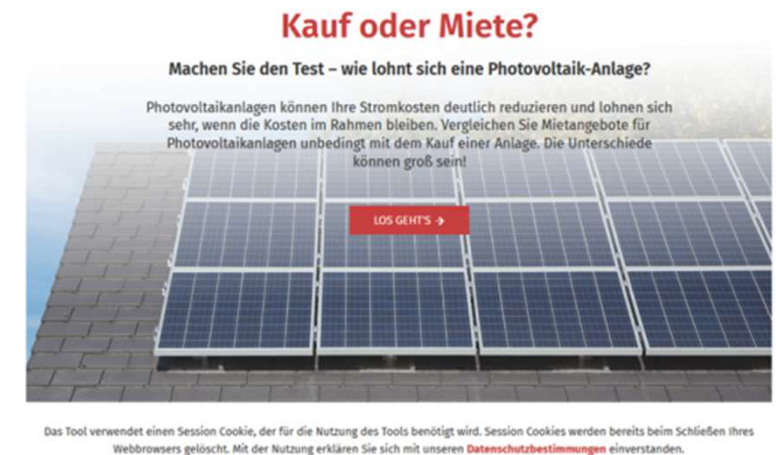 Kauf oder Miete?
Machen Sie den Test – wie lohnt sich eine Photovoltaik-Anlage?
Photovoltaikanlagen können Ihre Stromkosten deutlich reduzieren und lohnen sich
sehr, wenn die Kosten im Rahmen bleiben. Vergleichen Sie Mietangebote für
Photovoltaikanlagen unbedingt mit dem Kauf einer Anlage. Die Unterschiede
können groß sein!
LOS GEHT'S →
Das Tool verwendet einen Session Cookie, der für die Nutzung des Tools benötigt wird. Session Cookies werden bereits beim Schließen Ihres
Webbrowsers gelöscht. Mit der Nutzung erklären Sie sich mit unseren Datenschutzbestimmungen einverstanden.